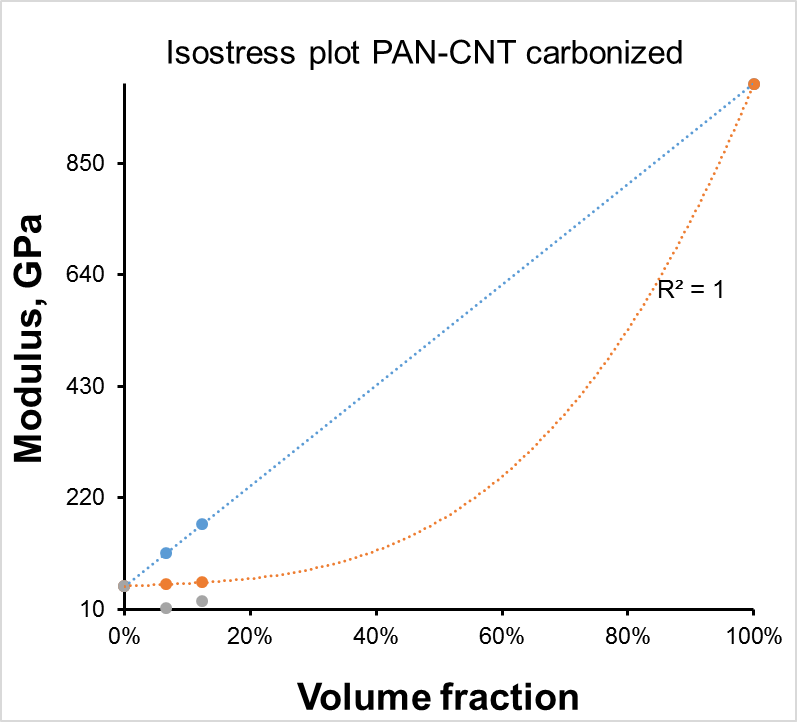 Isostress plot PAN-CNT carbonized
850
640
430
220
10
Modulus, GPa
R² = 1
0% 20% 40% 60% 80% 100%
Volume fraction